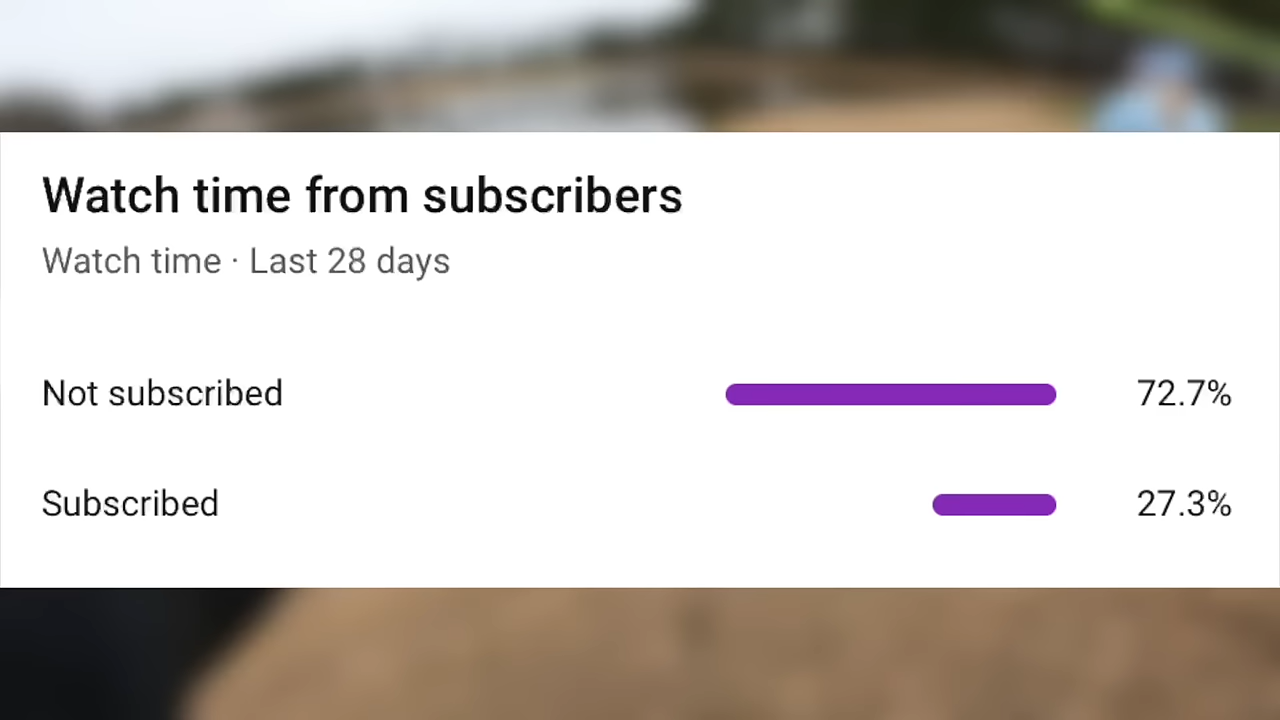 Watch time from subscribers
Watch time · Last 28 days
Not subscribed 72.7%
Subscribed 27.3%